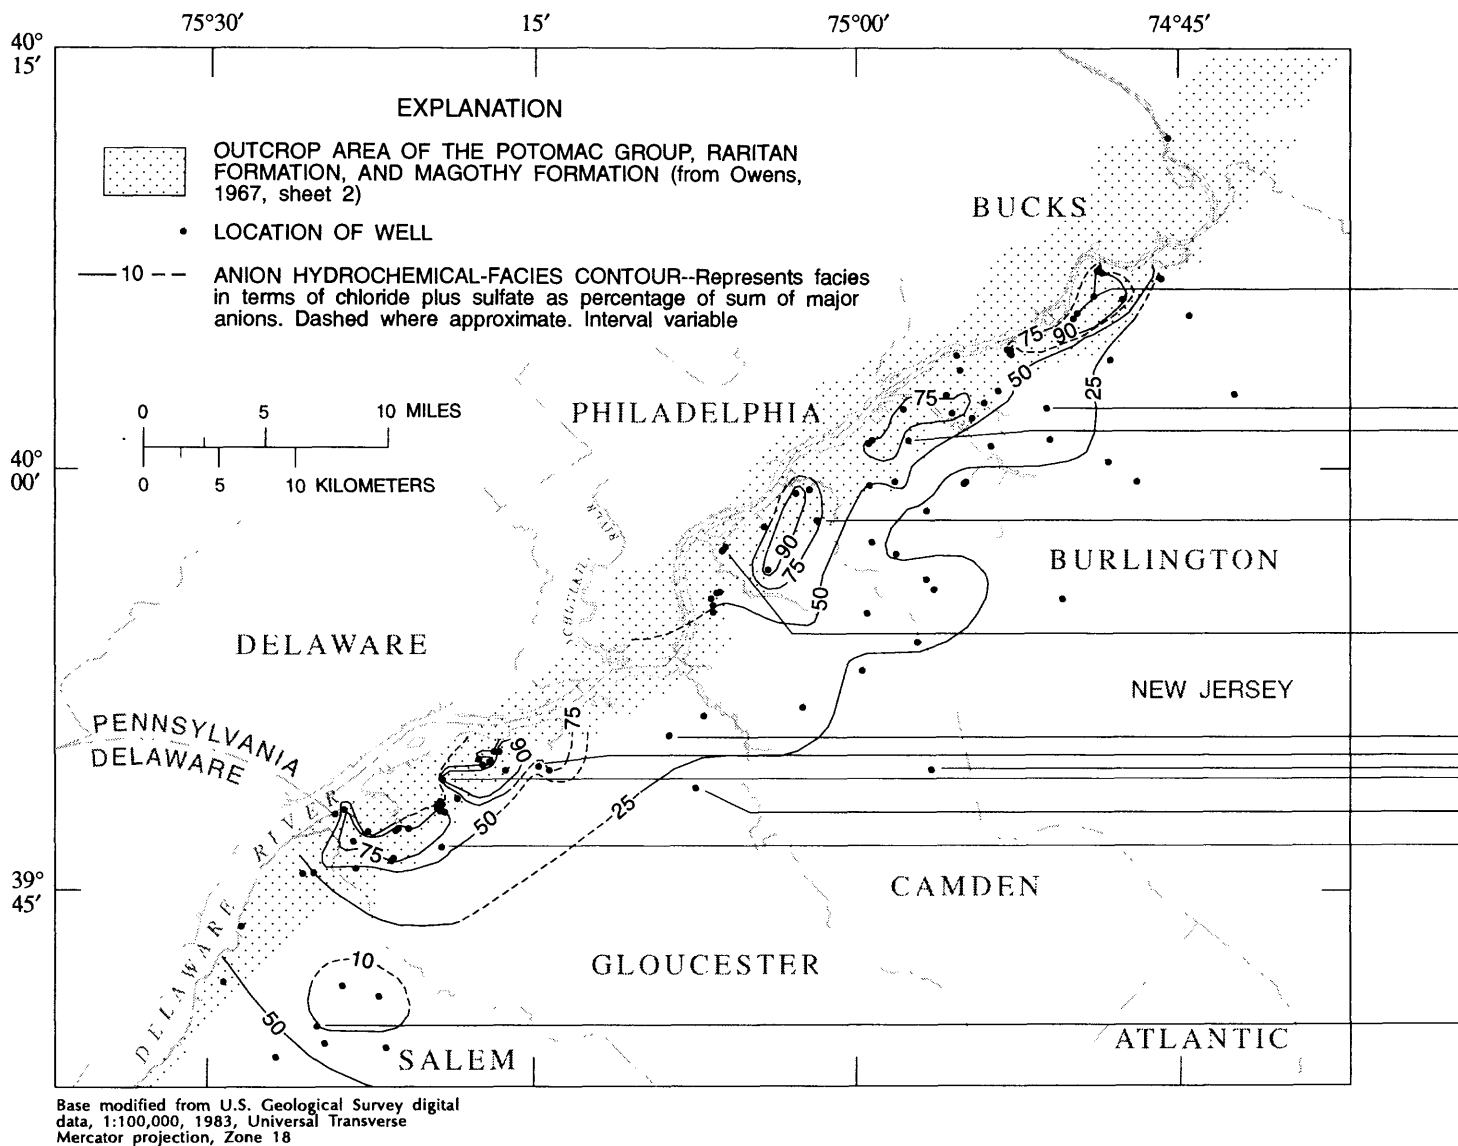 75°30′ 15′ 75°00′ 74°45′
40°
15′
EXPLANATION
OUTCROP AREA OF THE POTOMAC GROUP, RARITAN
FORMATION, AND MAGOTHY FORMATION (from Owens,
1967, sheet 2)
LOCATION OF WELL
10
ANION HYDROCHEMICAL-FACIES CONTOUR--Represents facies
in terms of chloride plus sulfate as percentage of sum of major
anions. Dashed where approximate. Interval variable
BUCKS
75
90
50
25
75
0 5 10 MILES
0 5 10 KILOMETERS
PHILADELPHIA
40°
00′
SCHUYLKILL RIVER
90
75
50
BURLINGTON
DELAWARE
NEW JERSEY
PENNSYLVANIA
DELAWARE
75
90
50
25
75
DELAWARE RIVER
39°
45′
CAMDEN
10
GLOUCESTER
50
SALEM
ATLANTIC
Base modified from U.S. Geological Survey digital
data, 1:100,000, 1983, Universal Transverse
Mercator projection, Zone 18